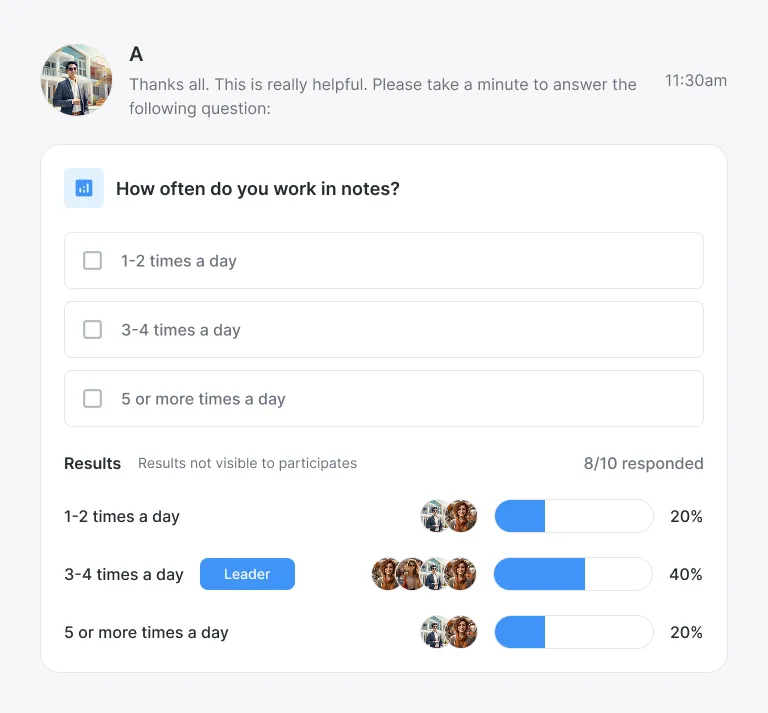 A
11:30am
Thanks all. This is really helpful. Please take a minute to answer the
following question:
How often do you work in notes?
1-2 times a day
3-4 times a day
5 or more times a day
Results Results not visible to participates 8/10 responded
1-2 times a day 20%
3-4 times a day Leader 40%
5 or more times a day 20%